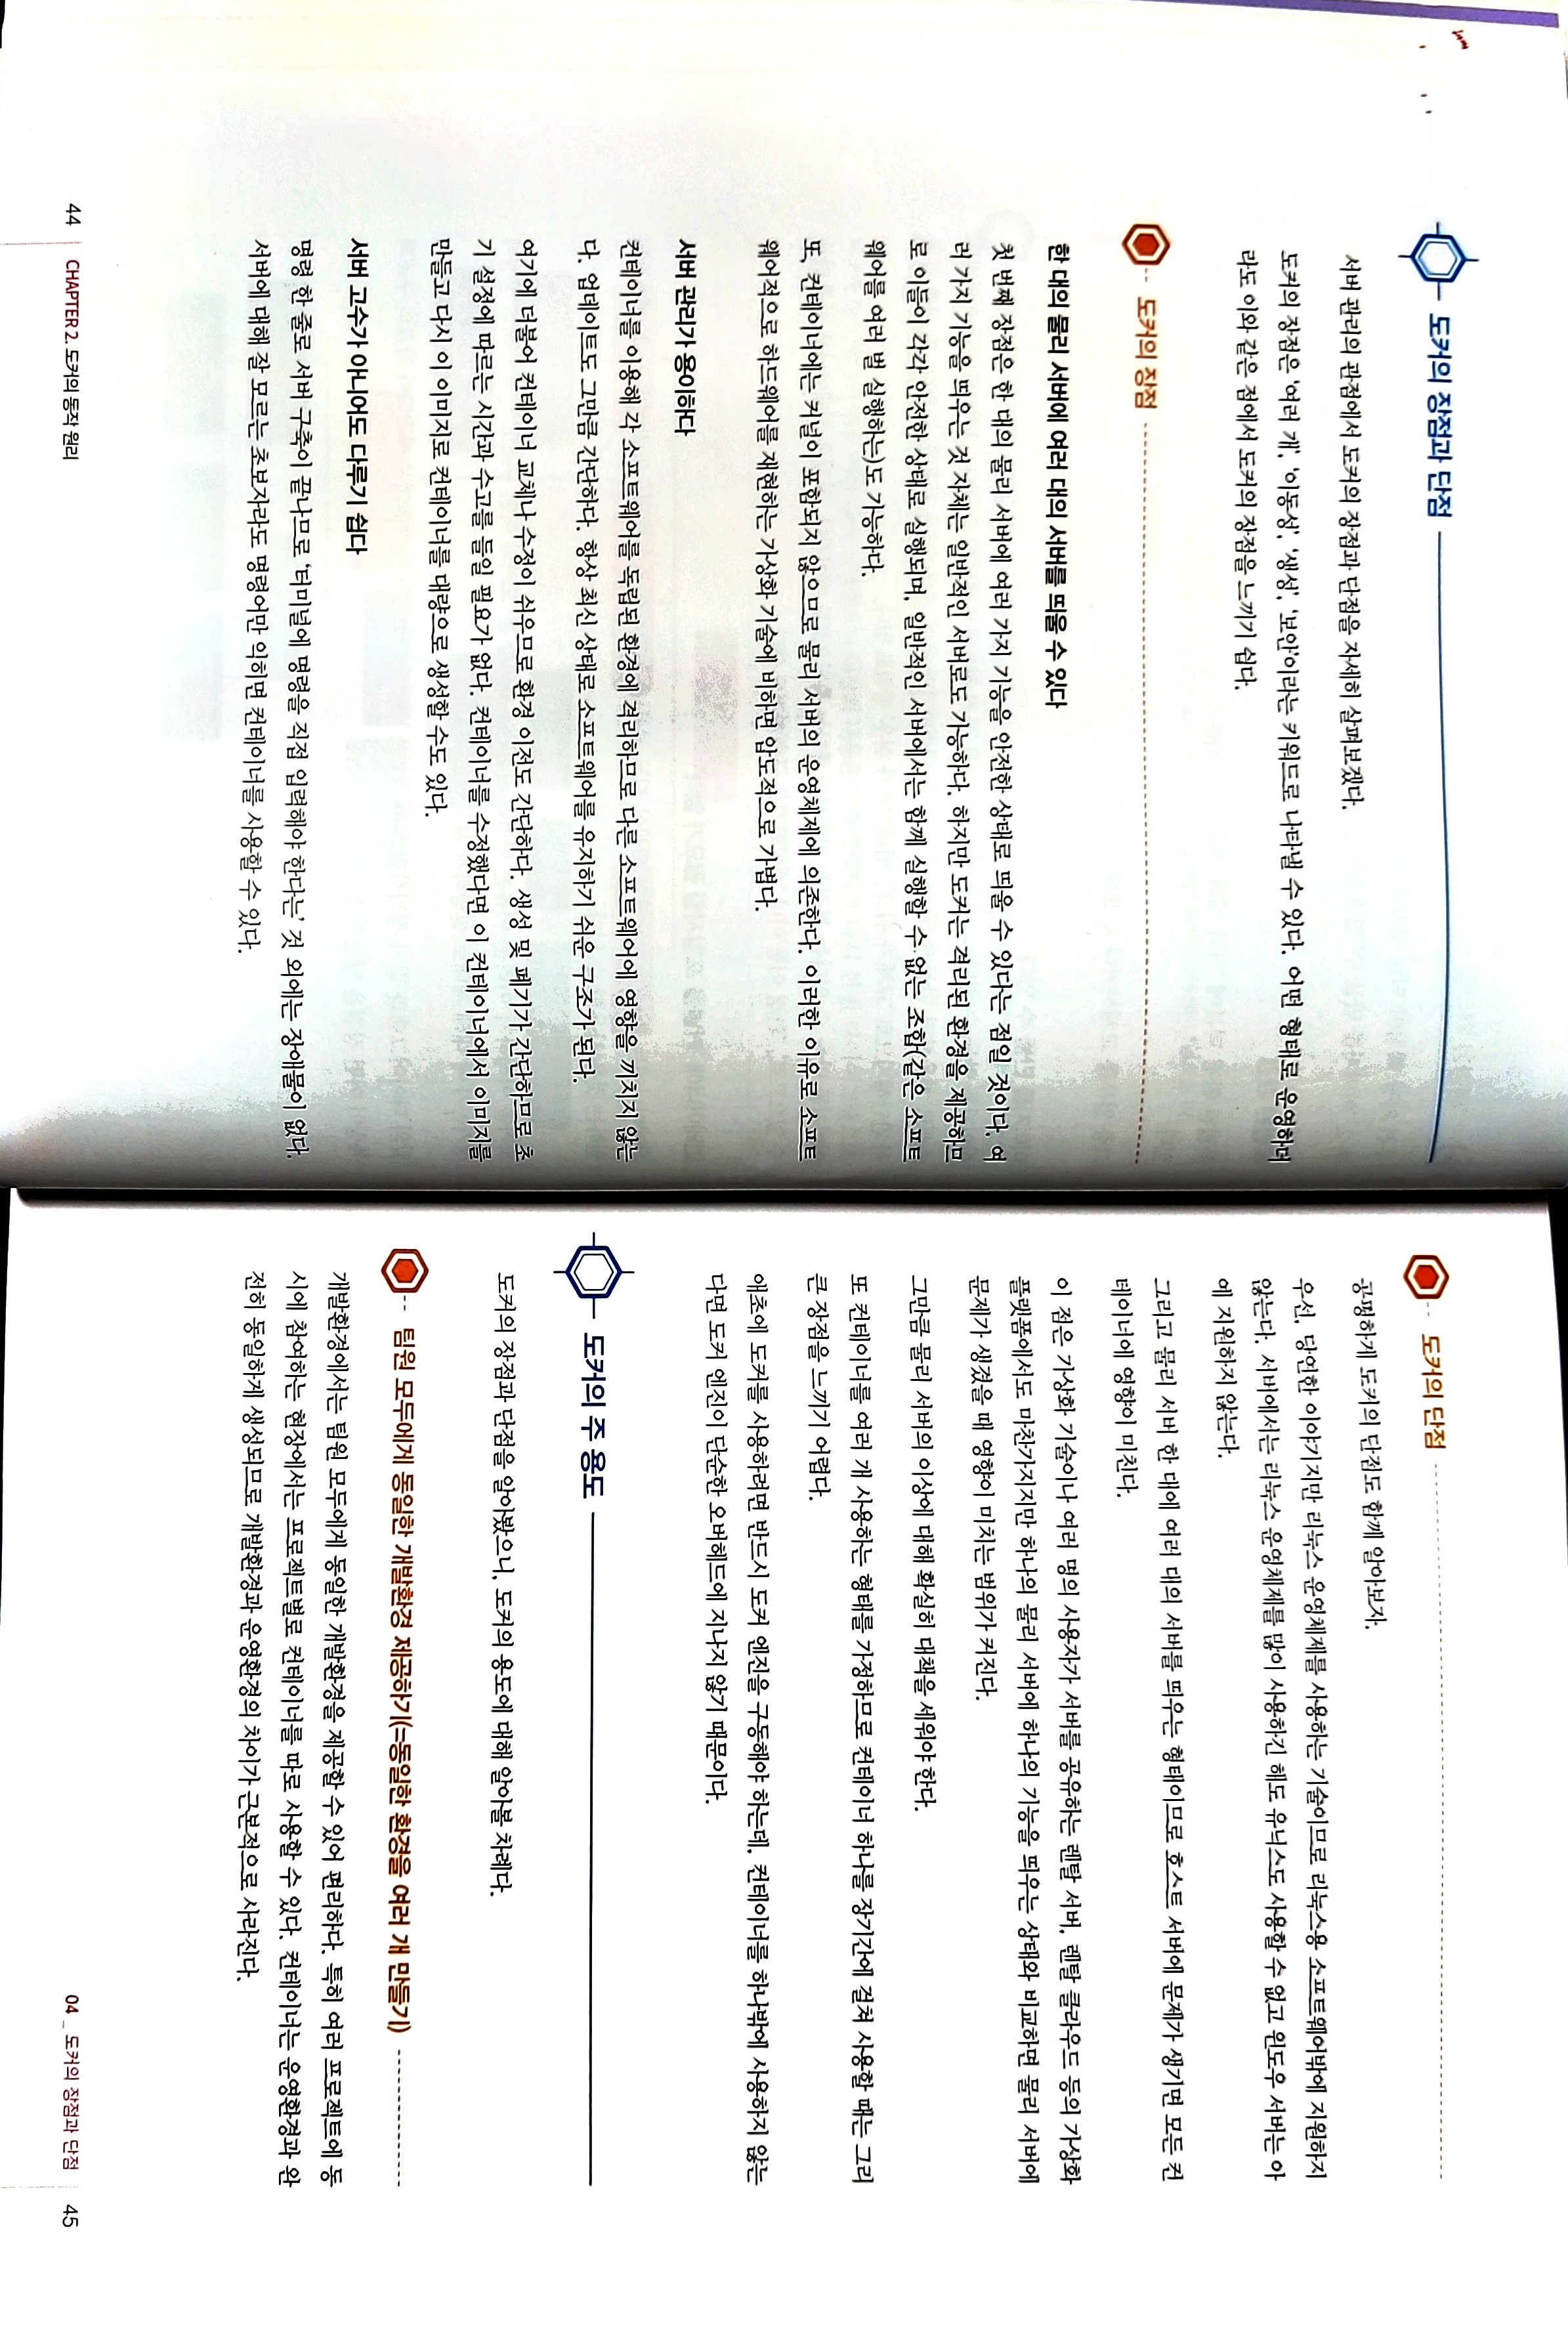 도커의 장점과 단점
서버 관리의 관점에서 도커의 장점과 단점을 자세히 살펴보겠다.
도커의 장점은 ‘여러 개’, ‘이동성’, ‘생성’, ‘보안’이라는 키워드로 나타낼 수 있다. 어떤 형태로 운영하더
라도 이와 같은 점에서 도커의 장점을 느끼기 쉽다.
도커의 장점
한 대의 물리 서버에 여러 대의 서버를 띄울 수 있다
첫 번째 장점은 한 대의 물리 서버에 여러 가지 기능을 안전한 상태로 띄울 수 있다는 점일 것이다. 여
러 가지 기능을 띄우는 것 자체는 일반적인 서버로도 가능하다. 하지만 도커는 격리된 환경을 제공하므
로 이들이 각각 안전한 상태로 실행되며, 일반적인 서버에서는 함께 실행할 수 없는 조합(같은 소프트
웨어를 여러 벌 실행하는)도 가능하다.
또, 컨테이너에는 커널이 포함되지 않으므로 물리 서버의 운영체제에 의존한다. 이러한 이유로 소프트
웨어적으로 하드웨어를 재현하는 가상화 기술에 비하면 압도적으로 가볍다.
서버 관리가 용이하다
컨테이너를 이용해 각 소프트웨어를 독립된 환경에 격리하므로 다른 소프트웨어에 영향을 끼치지 않는
다. 업데이트도 그만큼 간단하다. 항상 최신 상태로 소프트웨어를 유지하기 쉬운 구조가 된다.
여기에 더불어 컨테이너 교체나 수정이 쉬우므로 환경 이전도 간단하다. 생성 및 폐기가 간단하므로 초
기 설정에 따르는 시간과 수고를 들일 필요가 없다. 컨테이너를 수정했다면 이 컨테이너에서 이미지를
만들고 다시 이 이미지로 컨테이너를 대량으로 생성할 수도 있다.
서버 고수가 아니어도 다루기 쉽다
명령 한 줄로 서버 구축이 끝나므로 ‘터미널에 명령을 직접 입력해야 한다는’ 것 외에는 장애물이 없다.
서버에 대해 잘 모르는 초보자라도 명령어만 익히면 컨테이너를 사용할 수 있다.
44 CHAPTER 2. 도커의 동작 원리
도커의 단점
공평하게 도커의 단점도 함께 알아보자.
우선, 당연한 이야기지만 리눅스 운영체제를 사용하는 기술이므로 리눅스용 소프트웨어밖에 지원하지
않는다. 서버에서는 리눅스 운영체제를 많이 사용하긴 해도 유닉스도 사용할 수 없고 윈도우 서버는 아
예 지원하지 않는다.
그리고 물리 서버 한 대에 여러 대의 서버를 띄우는 형태이므로 호스트 서버에 문제가 생기면 모든 컨
테이너에 영향이 미친다.
이 점은 가상화 기술이나 여러 명의 사용자가 서버를 공유하는 렌탈 서버, 렌탈 클라우드 등의 가상화
플랫폼에서도 마찬가지지만 하나의 물리 서버에 하나의 기능을 띄우는 상태와 비교하면 물리 서버에
문제가 생겼을 때 영향이 미치는 범위가 커진다.
그만큼 물리 서버의 이상에 대해 확실히 대책을 세워야 한다.
또 컨테이너를 여러 개 사용하는 형태를 가정하므로 컨테이너 하나를 장기간에 걸쳐 사용할 때는 그리
큰 장점을 느끼기 어렵다.
애초에 도커를 사용하려면 반드시 도커 엔진을 구동해야 하는데, 컨테이너를 하나밖에 사용하지 않는
다면 도커 엔진이 단순한 오버헤드에 지나지 않기 때문이다.
도커의 주 용도
도커의 장점과 단점을 알아봤으니, 도커의 용도에 대해 알아볼 차례다.
팀원 모두에게 동일한 개발환경 제공하기(=동일한 환경을 여러 개 만들기)
개발환경에서는 팀원 모두에게 동일한 개발환경을 제공할 수 있어 편리하다. 특히 여러 프로젝트에 동
시에 참여하는 현장에서는 프로젝트별로 컨테이너를 따로 사용할 수 있다. 컨테이너는 운영환경과 완
전히 동일하게 생성되므로 개발환경과 운영환경의 차이가 근본적으로 사라진다.
04 _ 도커의 장점과 단점 45